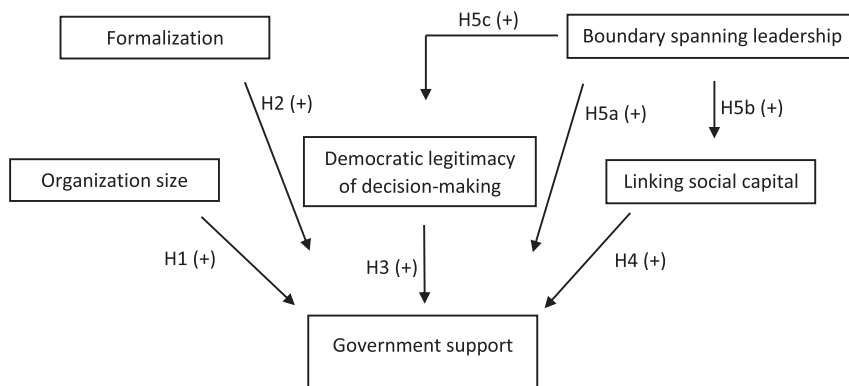 Formalization
H5c (+)
Boundary spanning leadership
H2 (+)
H5a (+)
H5b (+)
Organization size
Democratic legitimacy
of decision-making
Linking social capital
H1 (+)
H3 (+)
H4 (+)
Government support